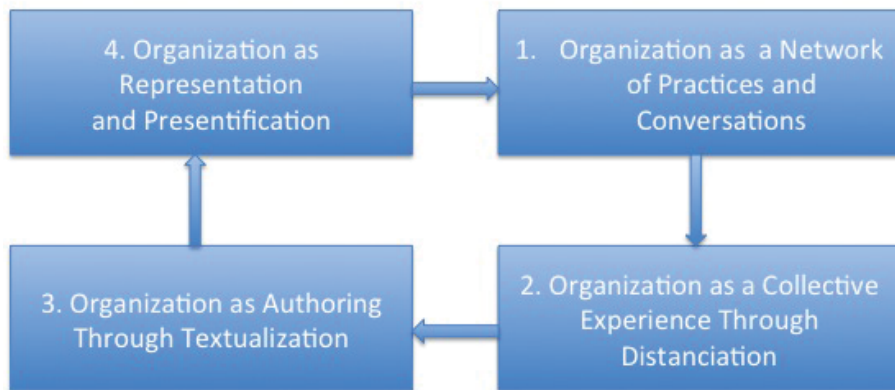 4. Organization as
Representation
and Presentification
1. Organization as a Network
of Practices and
Conversations
3. Organization as Authoring
Through Textualization
2. Organization as a Collective
Experience Through
Distanciation